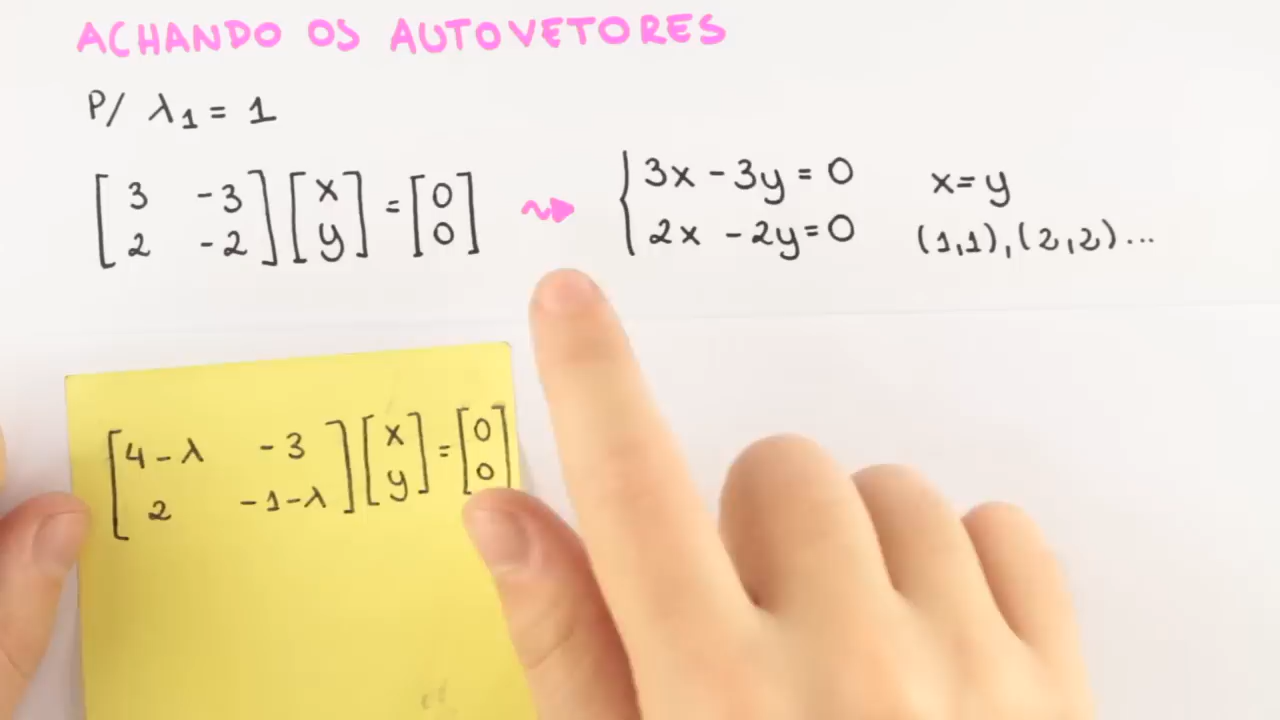 ACHANDO OS AUTOVETORES
P/ λ1 = 1
[3 -3] [x] = [0] ⇝ { 3x - 3y = 0 x = y
[2 -2] [y] [0] { 2x - 2y = 0 (1,1), (2,2)...
[4-λ -3] [x] = [0]
[2 -1-λ] [y] [0]